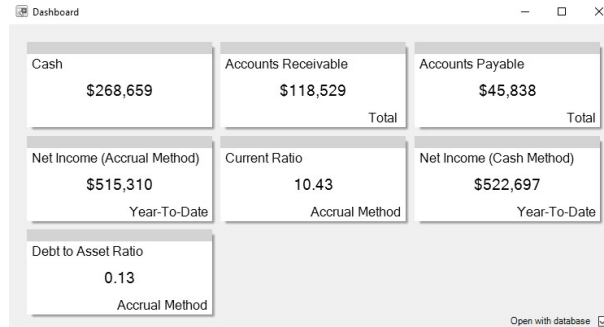 Dashboard
Cash
$268,659
Accounts Receivable
$118,529
Total
Accounts Payable
$45,838
Total
Net Income (Accrual Method)
$515,310
Year-To-Date
Current Ratio
10.43
Accrual Method
Net Income (Cash Method)
$522,697
Year-To-Date
Debt to Asset Ratio
0.13
Accrual Method
Open with database